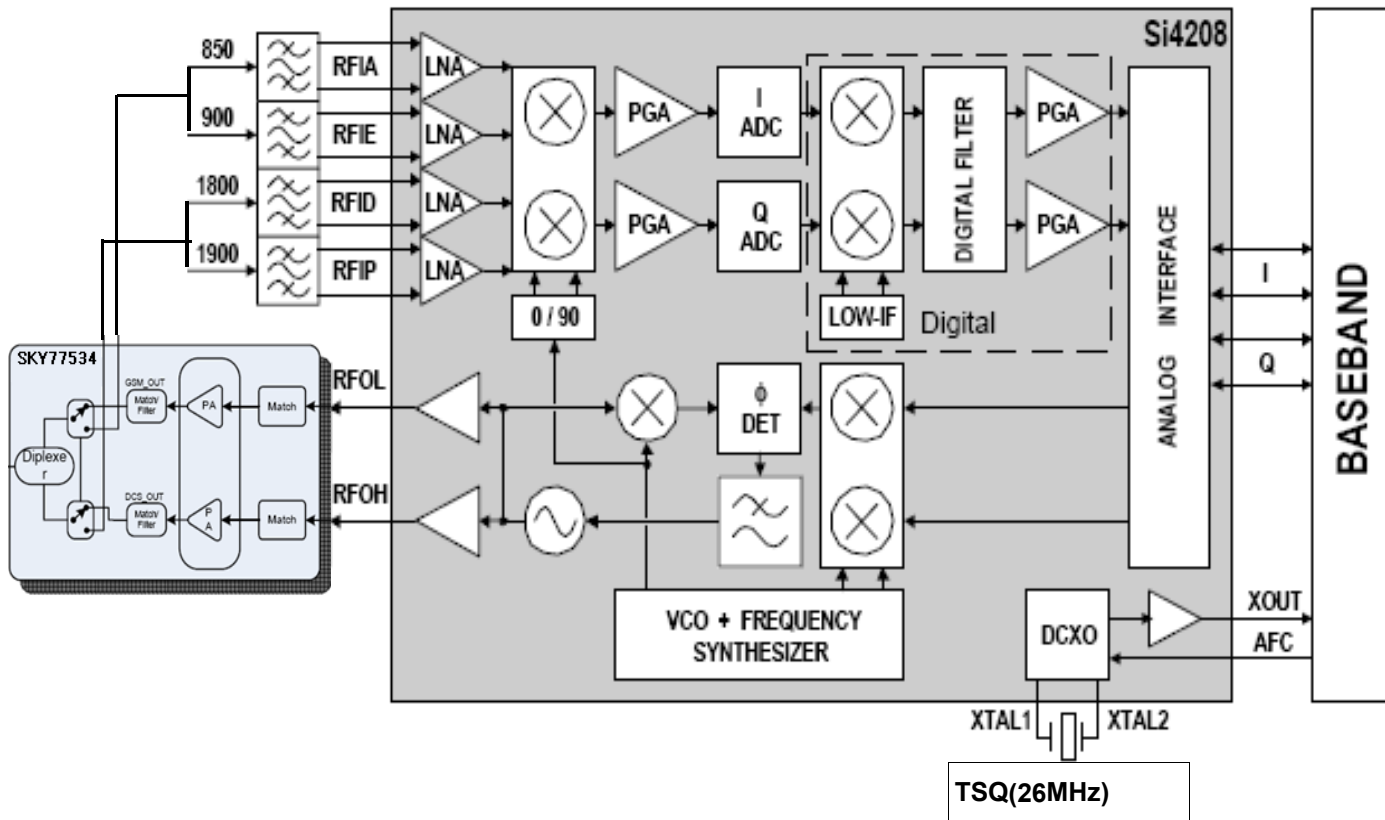 Si4208
850
RFIA
LNA
900
RFIE
LNA
1800
RFID
LNA
1900
RFIP
LNA
0 / 90
PGA
PGA
I
ADC
Q
ADC
LOW-IF
DIGITAL FILTER
PGA
PGA
Digital
ANALOG INTERFACE
I
Q
BASEBAND
SKY77534
Diplexe
r
GSM_OUT
Match/
Filter
PA
Match
RFOL
DCS_OUT
Match/
Filter
P
A
Match
RFOH
ϕ
DET
VCO + FREQUENCY
SYNTHESIZER
DCXO
XOUT
AFC
XTAL1
XTAL2
TSQ(26MHz)